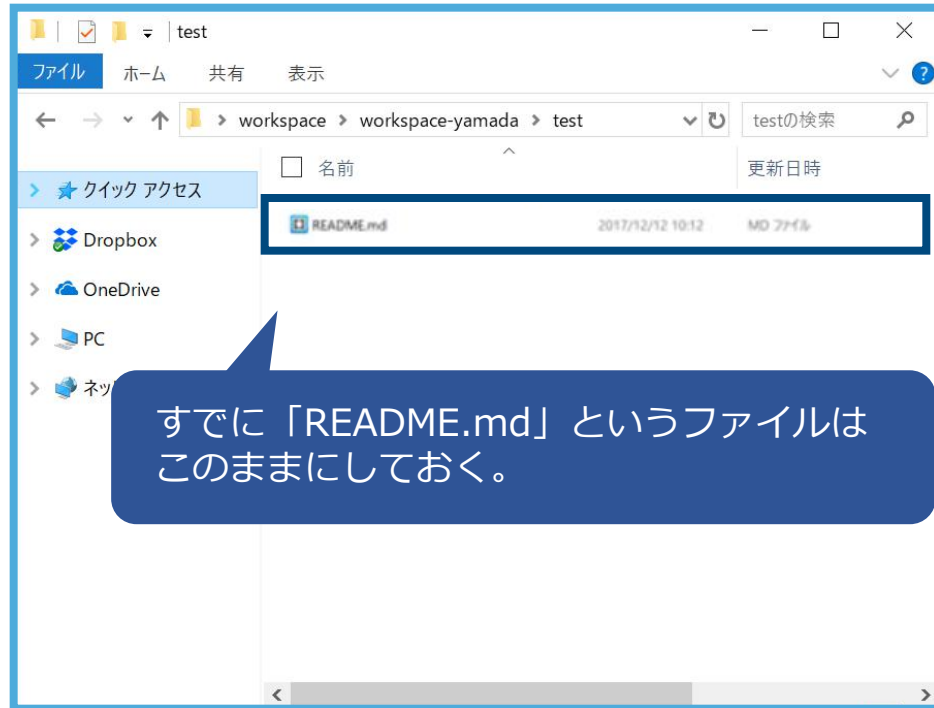 test
ファイル ホーム 共有 表示
orkspace workspace-yamada test testの検索
名前 更新日時
クイック アクセス
README.md 2017/12/12 10:12 MD ファイル
Dropbox
OneDrive
PC
ネッ
すでに「README.md」というファイルは
このままにしておく。